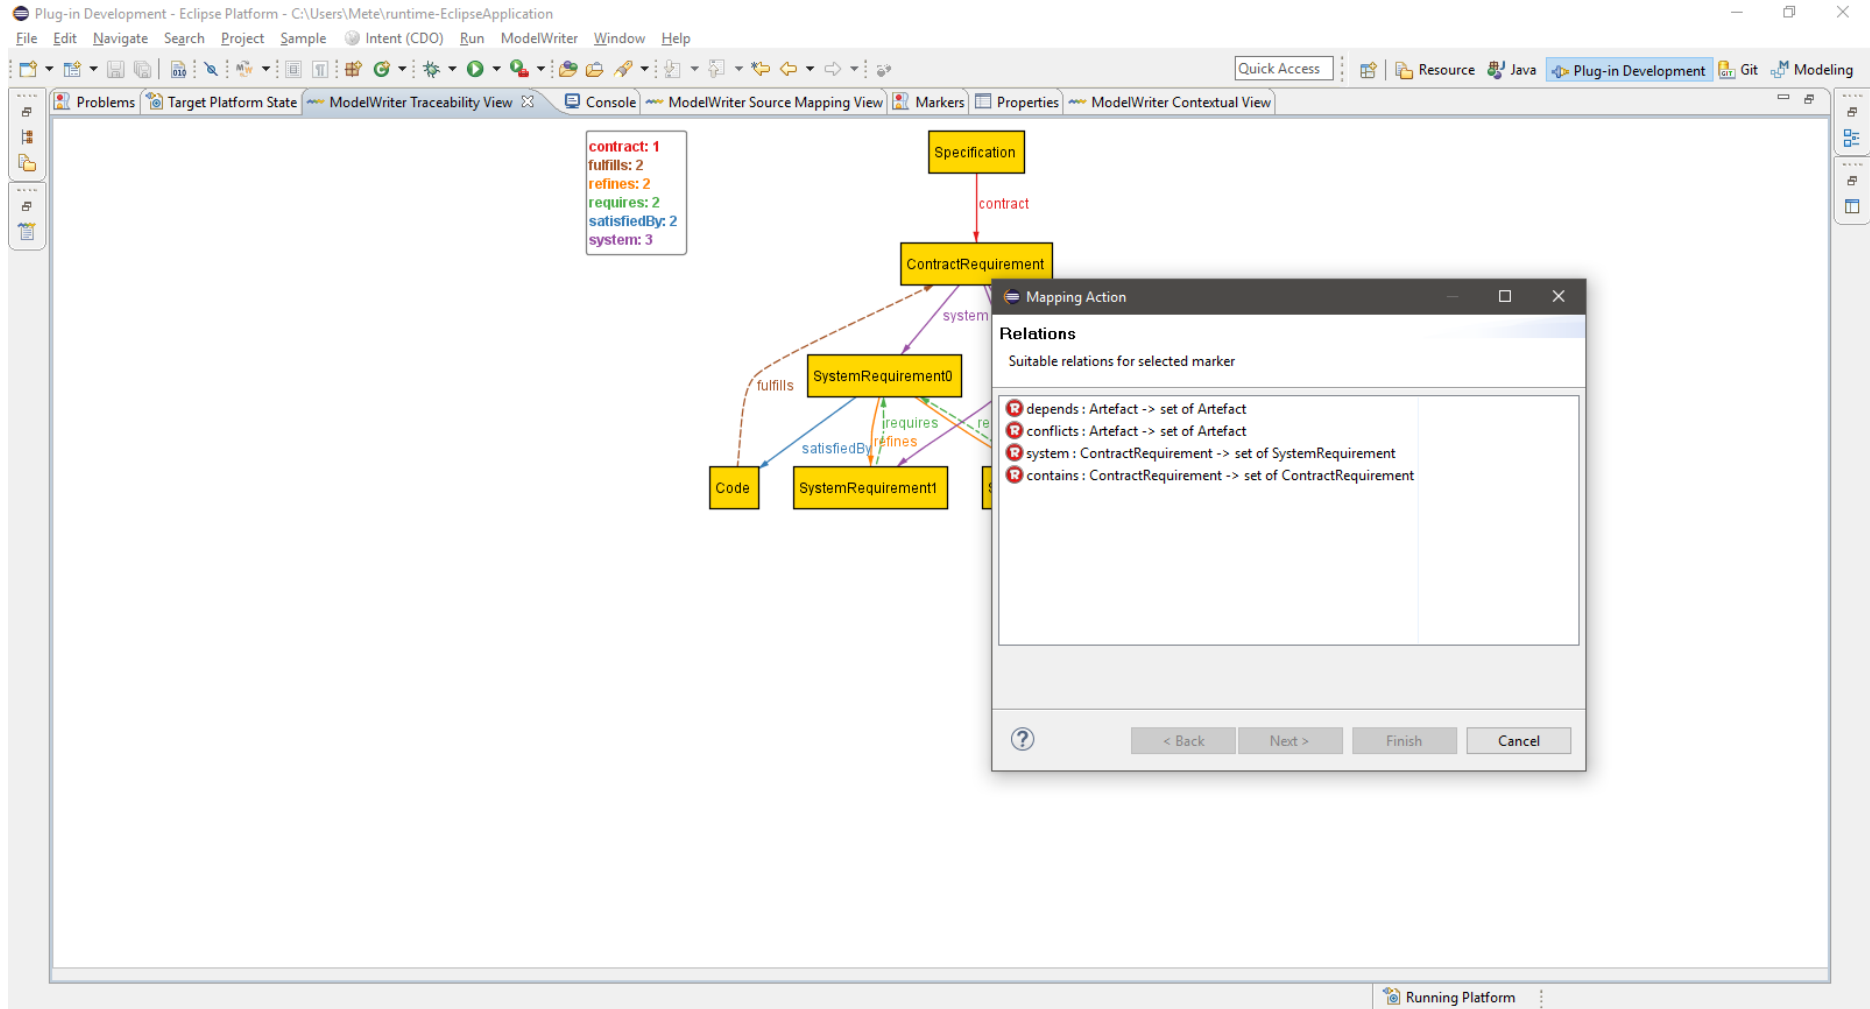 Plug-in Development - Eclipse Platform - C:\Users\Mete\runtime-EclipseApplication
File Edit Navigate Search Project Sample Intent (CDO) Run ModelWriter Window Help
Quick Access Resource Java Plug-in Development Git Modeling
Problems Target Platform State ModelWriter Traceability View Console ModelWriter Source Mapping View Markers Properties ModelWriter Contextual View
contract: 1
fulfills: 2
refines: 2
requires: 2
satisfiedBy: 2
system: 3
Specification
contract
ContractRequirement
system
SystemRequirement0
fulfills
requires
re
refines
satisfiedBy
Code
SystemRequirement1
Mapping Action
Relations
Suitable relations for selected marker
depends : Artefact -> set of Artefact
conflicts : Artefact -> set of Artefact
system : ContractRequirement -> set of SystemRequirement
contains : ContractRequirement -> set of ContractRequirement
< Back Next > Finish Cancel
Running Platform